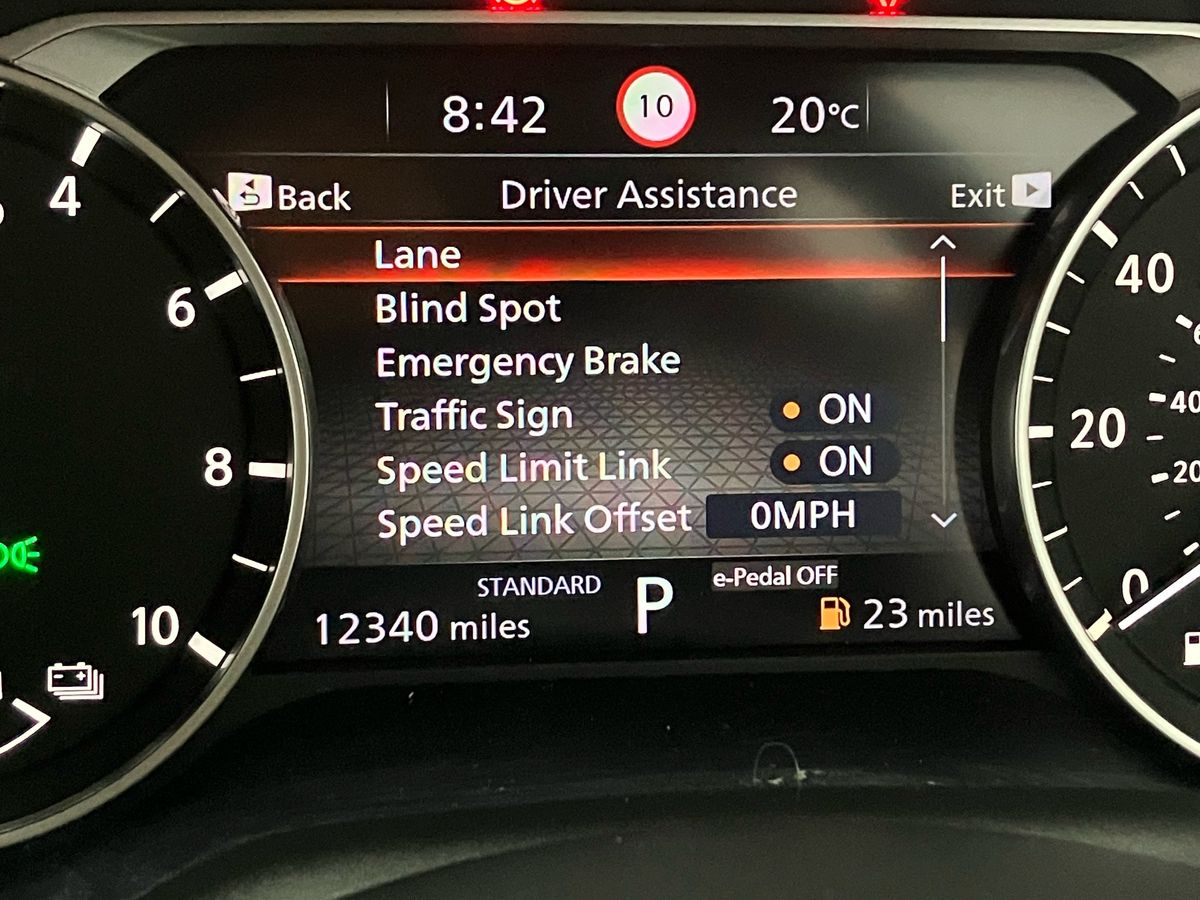 8:42 10 20°C
Back Driver Assistance Exit
Lane
Blind Spot
Emergency Brake
Traffic Sign ON
Speed Limit Link ON
Speed Link Offset 0MPH
STANDARD P e-Pedal OFF
12340 miles 23 miles
4
6
8
10
40
20
0
40
20